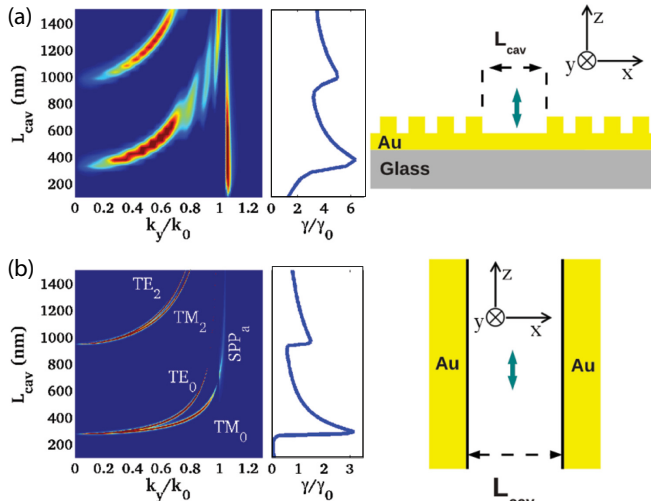 (a)
1400
1200
1000
800
600
400
200
L_cav (nm)
0 0.2 0.4 0.6 0.8 1 1.2
k_y/k_0
0 2 4 6
γ/γ_0
L_cav
z
y x
Au
Glass
(b)
1400
1200
1000
800
600
400
200
L_cav (nm)
TE_2
TM_2
SPP_a
TE_0
TM_0
0 0.2 0.4 0.6 0.8 1 1.2
k_y/k_0
0 1 2 3
γ/γ_0
z
y x
Au Au
L_cav